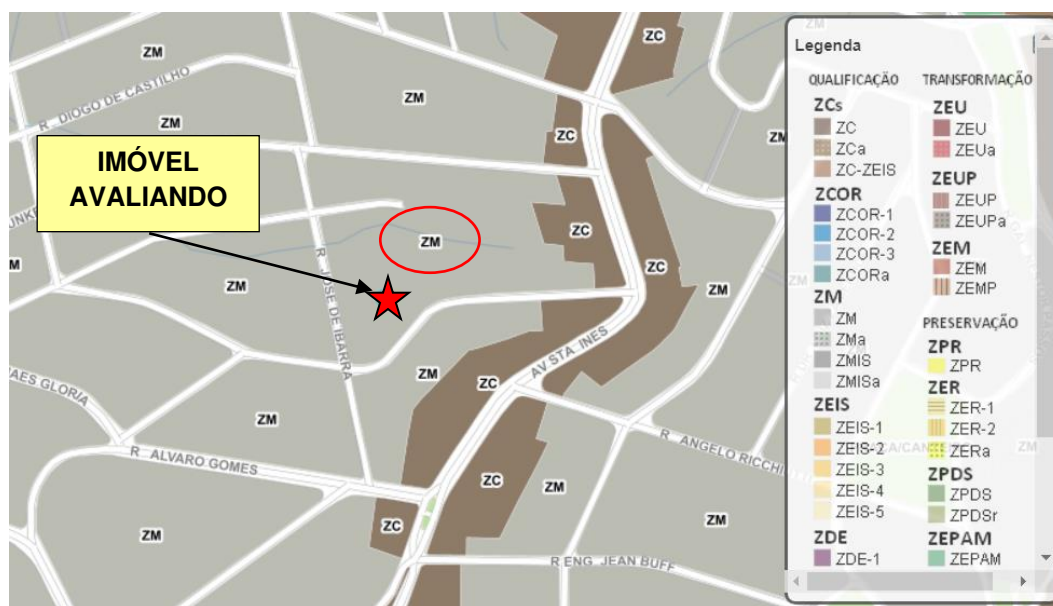 ZM
ZC
ZM
R. DIOGO DE CASTILHO
ZM
ZM
IMÓVEL
AVALIANDO
ZC
ZM
ZC
ZM
ZM
ZM
R. JOSE DE IBARRA
AV STA. INES
ZM
ZC
AES GLORIA
ZM
R. ALVARO GOMES
R. ANGELO RICCHI
ZC
ZM
ZC
ZM
ZM
R.ENG. JEAN BUFF
Legenda
QUALIFICAÇÃO
ZCs
ZC
ZCa
ZC-ZEIS
ZCOR
ZCOR-1
ZCOR-2
ZCOR-3
ZCORa
ZM
ZM
ZMa
ZMIS
ZMISa
ZEIS
ZEIS-1
ZEIS-2
ZEIS-3
ZEIS-4
ZEIS-5
ZDE
ZDE-1
TRANSFORMAÇÃO
ZEU
ZEU
ZEUa
ZEUP
ZEUP
ZEUPa
ZEM
ZEM
ZEMP
PRESERVAÇÃO
ZPR
ZPR
ZER
ZER-1
ZER-2
ZERa
ZPDS
ZPDS
ZPDSr
ZEPAM
ZEPAM
ZM
ZM
ZM